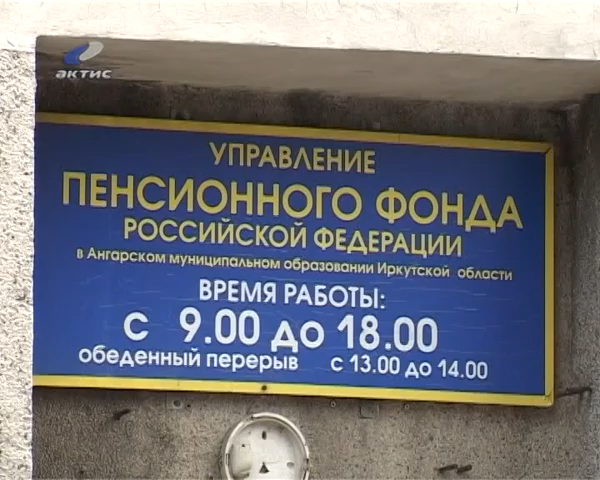 актис
УПРАВЛЕНИЕ
ПЕНСИОННОГО ФОНДА
РОССИЙСКОЙ ФЕДЕРАЦИИ
в Ангарском муниципальном образовании Иркутской области
ВРЕМЯ РАБОТЫ:
с 9.00 до 18.00
обеденный перерыв с 13.00 до 14.00